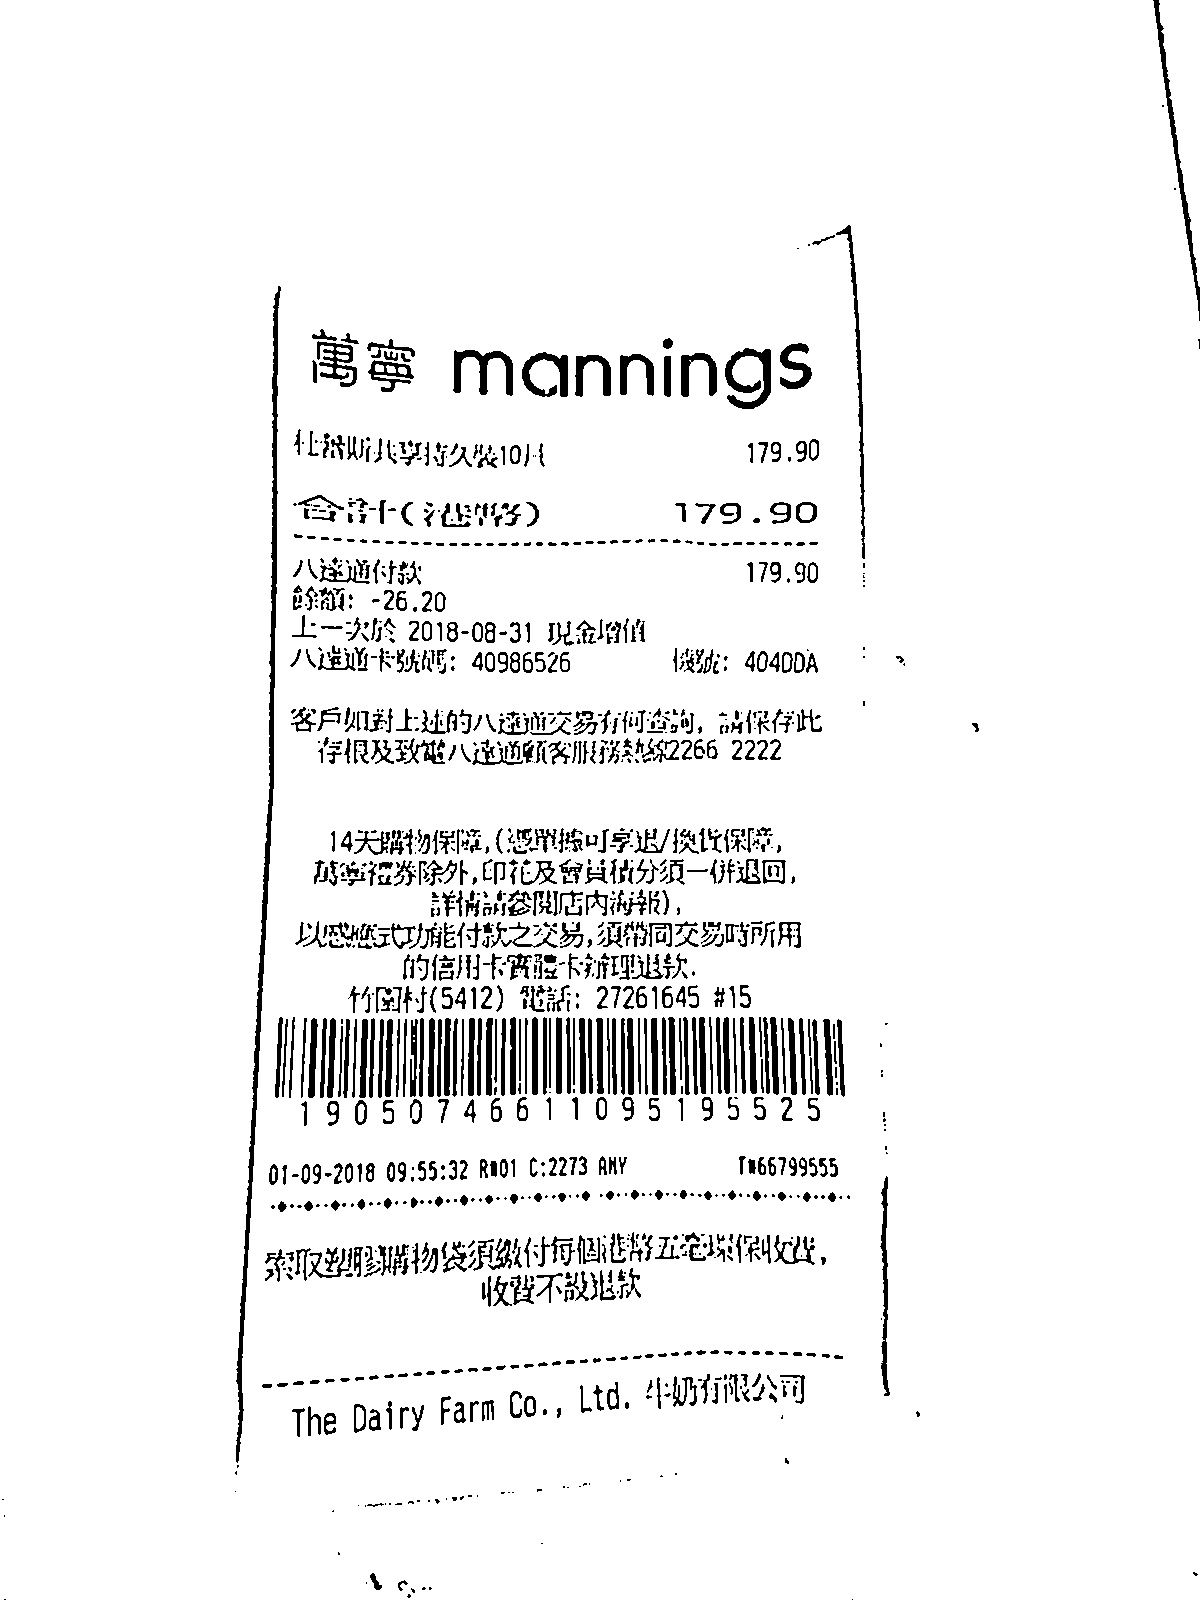 萬寧 mannings
杜蕾斯共享持久裝10片 179.90
合計(港幣) 179.90
八達通付款 179.90
餘額: -26.20
上一次於 2018-08-31 現金增值
八達通卡號碼: 40986526 機號: 4040DA
客戶如對上述的八達通交易有何查詢, 請保存此
存根及致電八達通顧客服務熱線2266 2222
14天購物保障,(憑單據可享退/換貨保障,
萬寧禮券除外,印花及會員積分須一併退回,
詳情請參閱店內海報),
以感應式功能付款之交易,須帶同交易時所用
的信用卡實體卡辦理退款.
竹園村(5412) 電話: 27261645 #15
19050746611095195525
01-09-2018 09:55:32 R#01 C:2273 AMY T#66799555
索取塑膠購物袋須繳付每個港幣五毫環保收費,
收費不設退款
The Dairy Farm Co., Ltd. 牛奶有限公司